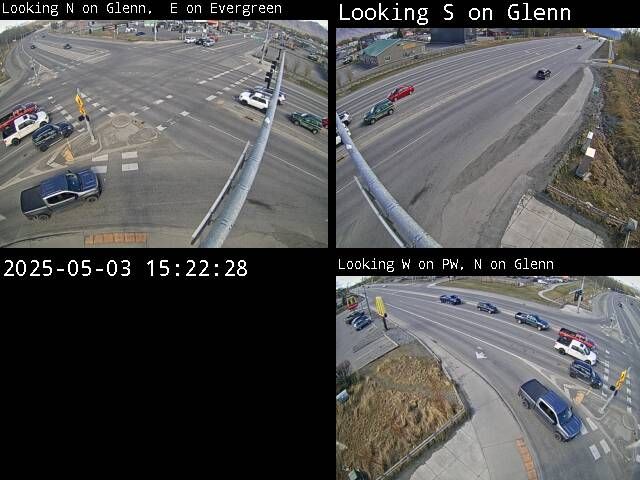 Looking N on Glenn,  E on Evergreen
Looking S on Glenn
2025-05-03 15:22:28
Looking W on PW, N on Glenn